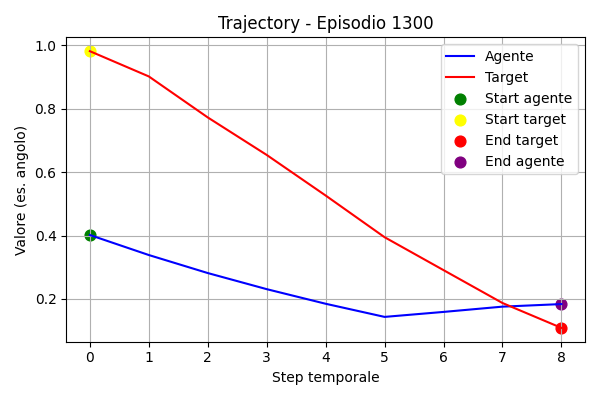 Trajectory - Episodio 1300
Valore (es. angolo)
1.0
0.8
0.6
0.4
0.2
Agente
Target
Start agente
Start target
End target
End agente
0 1 2 3 4 5 6 7 8
Step temporale